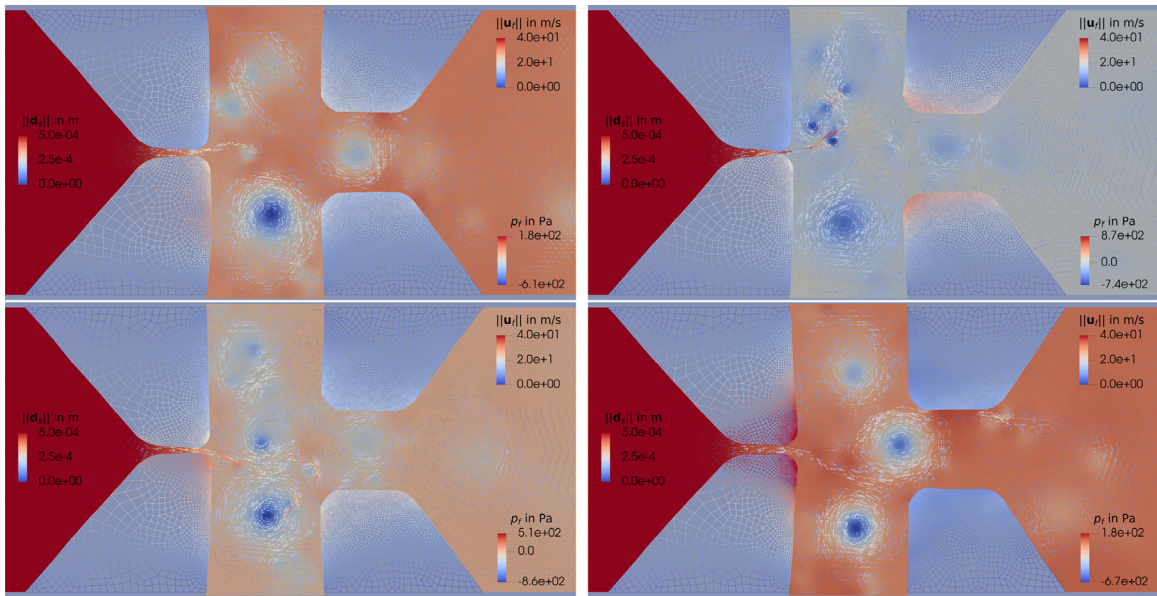 ||u_f|| in m/s
4.0e+01
2.0e+1
0.00e+00
||d_s|| in m
5.0e-04
2.5e-4
0.0e+00
p_f in Pa
1.8e+02
-6.1e+02
||u_f|| in m/s
4.0e+01
2.0e+1
0.00e+00
||d_s|| in m
5.0e-04
2.5e-4
0.0e+00
p_f in Pa
8.7e+02
0.0
-7.4e+02
||u_f|| in m/s
4.0e+01
2.0e+1
0.00e+00
||d_s|| in m
5.0e-04
2.5e-4
0.0e+00
p_f in Pa
5.1e+02
0.0
-8.6e+02
||u_f|| in m/s
4.0e+01
2.0e+1
0.00e+00
||d_s|| in m
5.0e-04
2.5e-4
0.0e+00
p_f in Pa
1.8e+02
-6.7e+02